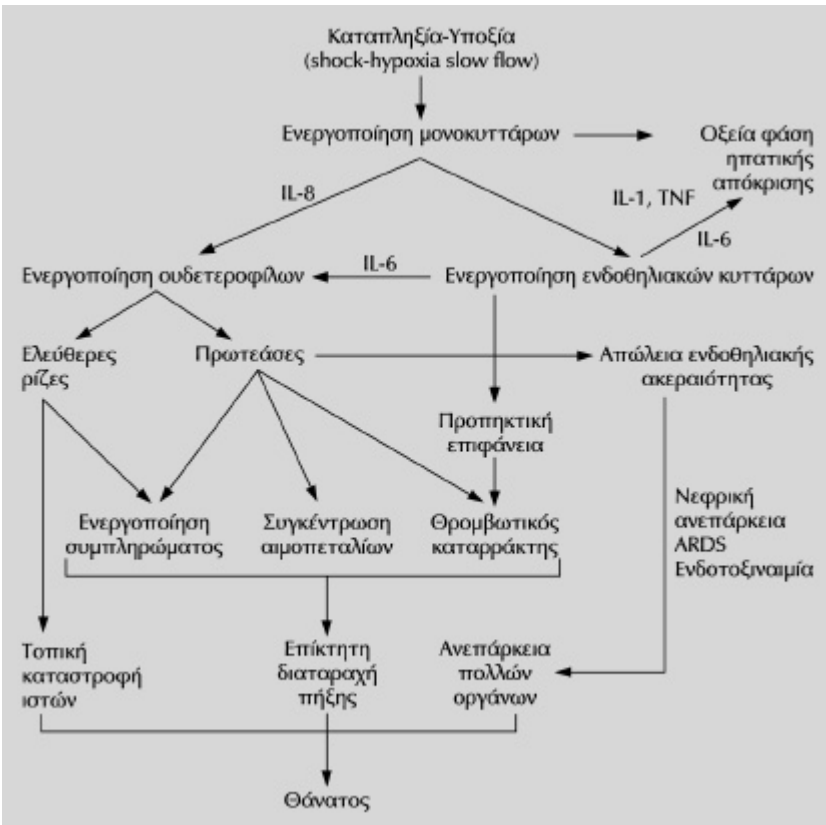 Καταπληξία-Υποξία
(shock-hypoxia slow flow)
Ενεργοποίηση μονοκυττάρων
Οξεία φάση
ηπατικής
απόκρισης
IL-8
IL-1, TNF
IL-6
Ενεργοποίηση ουδετεροφίλων
IL-6
Ενεργοποίηση ενδοθηλιακών κυττάρων
Ελεύθερες
ρίζες
Πρωτεάσες
Απώλεια ενδοθηλιακής
ακεραιότητας
Προπηκτική
επιφάνεια
Ενεργοποίηση
συμπληρώματος
Συγκέντρωση
αιμοπεταλίων
Θρομβωτικός
καταρράκτης
Νεφρική
ανεπάρκεια
ARDS
Ενδοτοξιναιμία
Τοπική
καταστροφή
ιστών
Επίκτητη
διαταραχή
πήξης
Ανεπάρκεια
πολλών
οργάνων
Θάνατος